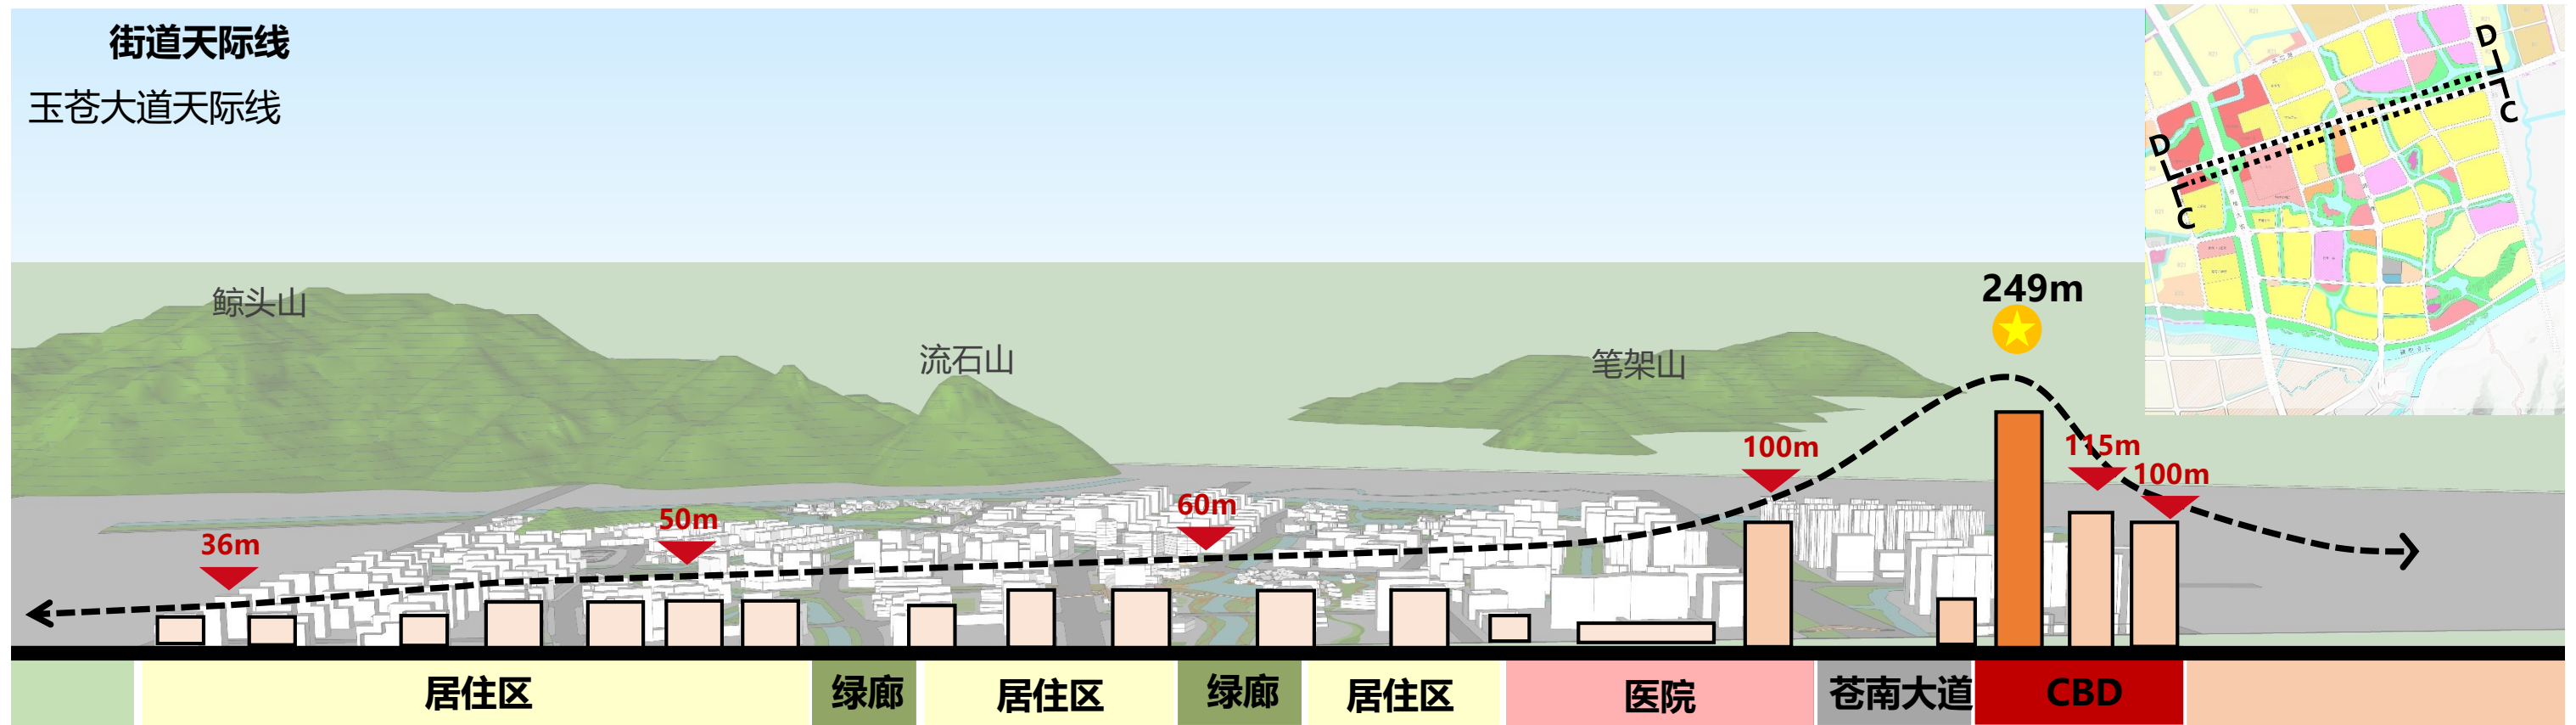 街道天际线
玉苍大道天际线
鲸头山
流石山
笔架山
249m
100m
115m
100m
60m
50m
36m
D
C
D
C
居住区
绿廊
居住区
绿廊
居住区
医院
苍南大道
CBD